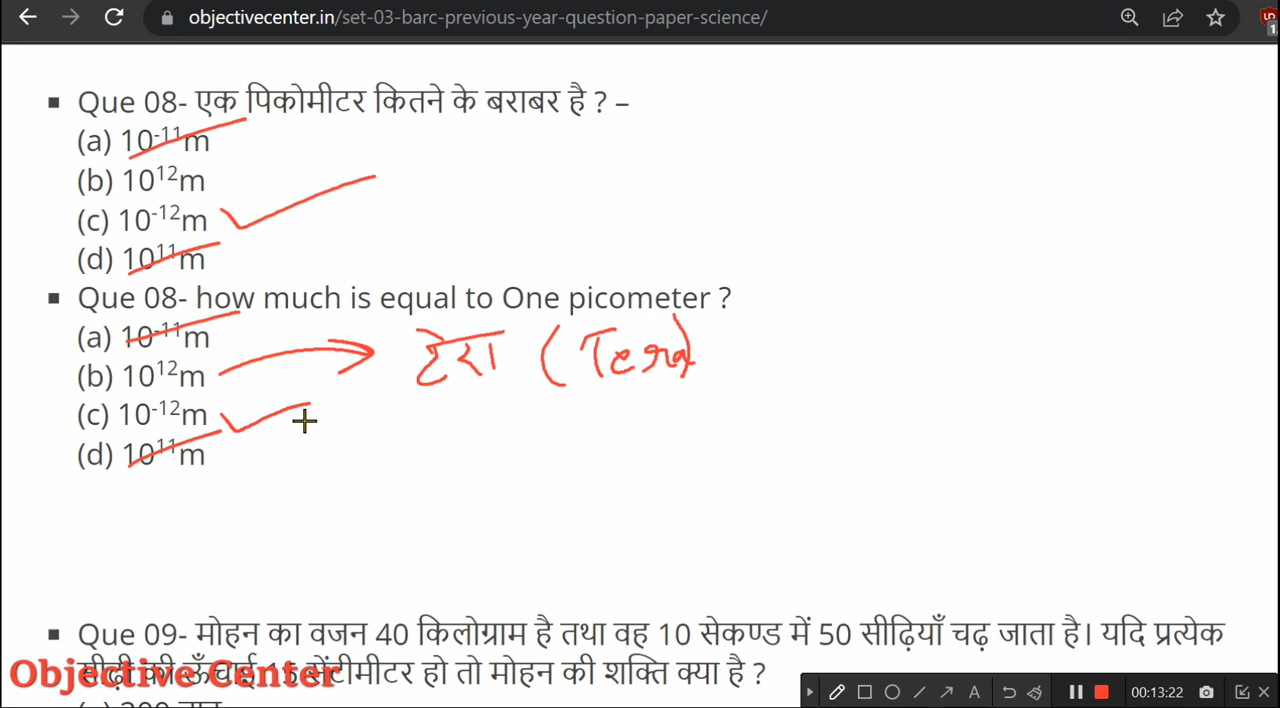 objectivecenter.in/set-03-barc-previous-year-question-paper-science/
Que 08- एक पिकोमीटर कितने के बराबर है ? –
(a) 10⁻¹¹m
(b) 10¹²m
(c) 10⁻¹²m
(d) 10¹¹m
Que 08- how much is equal to One picometer ?
(a) 10⁻¹¹m
(b) 10¹²m टेरा (Tera)
(c) 10⁻¹²m
(d) 10¹¹m
Que 09- मोहन का वजन 40 किलोग्राम है तथा वह 10 सेकण्ड में 50 सीढ़ियाँ चढ़ जाता है। यदि प्रत्येक
सीढ़ी की ऊँचाई 15 सेंटीमीटर हो तो मोहन की शक्ति क्या है ?
Objective Center
A 00:13:22